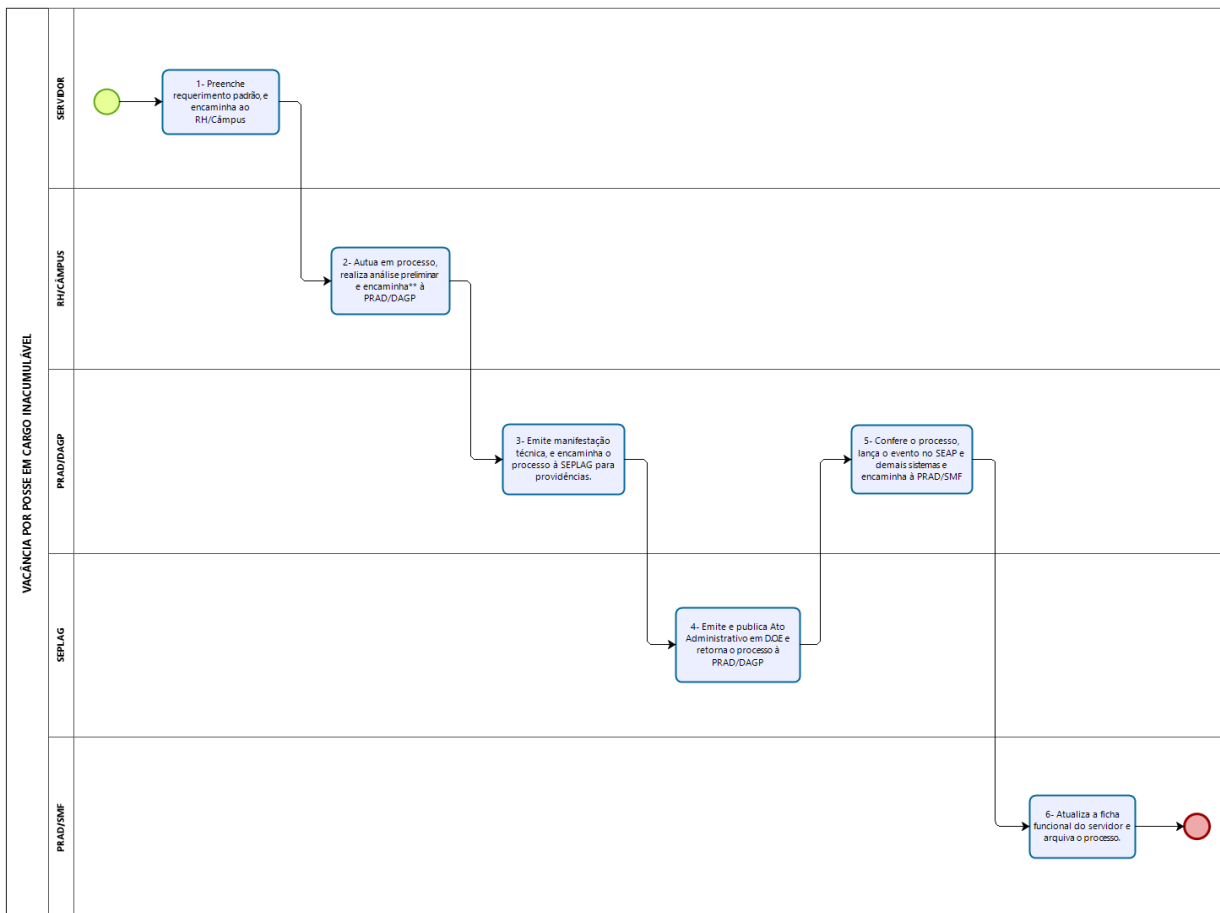 VACÂNCIA POR POSSE EM CARGO INACUMULÁVEL
SERVIDOR
1- Preenche
requerimento padrão, e
encaminha ao
RH/Câmpus
RH/CÂMPUS
2- Autua em processo,
realiza análise preliminar
e encaminha** à
PRAD/DAGP
PRAD/DAGP
3- Emite manifestação
técnica, e encaminha o
processo à SEPLAG para
providências.
5- Confere o processo,
lança o evento no SEAP e
demais sistemas e
encaminha à PRAD/SMF
SEPLAG
4- Emite e publica Ato
Administrativo em D.O.E e
retorna o processo à
PRAD/DAGP
PRAD/SMF
6- Atualiza a ficha
funcional do servidor e
arquiva o processo.